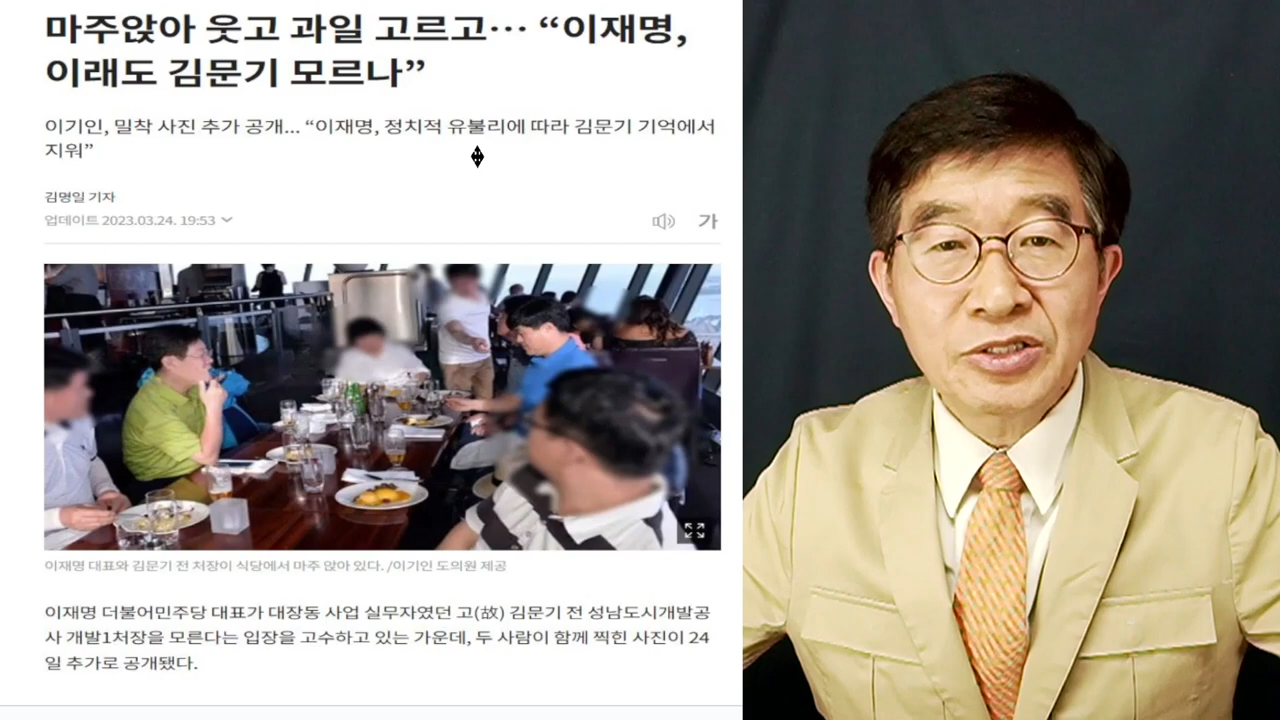 마주앉아 웃고 과일 고르고… “이재명,
이래도 김문기 모르나”
이기인, 밀착 사진 추가 공개... “이재명, 정치적 유불리에 따라 김문기 기억에서
지워”
김명일 기자
업데이트 2023.03.24. 19:53
가
이재명 대표와 김문기 전 처장이 식당에서 마주 앉아 있다. /이기인 도의원 제공
이재명 더불어민주당 대표가 대장동 사업 실무자였던 고(故) 김문기 전 성남도시개발공
사 개발1처장을 모른다는 입장을 고수하고 있는 가운데, 두 사람이 함께 찍힌 사진이 24
일 추가로 공개됐다.